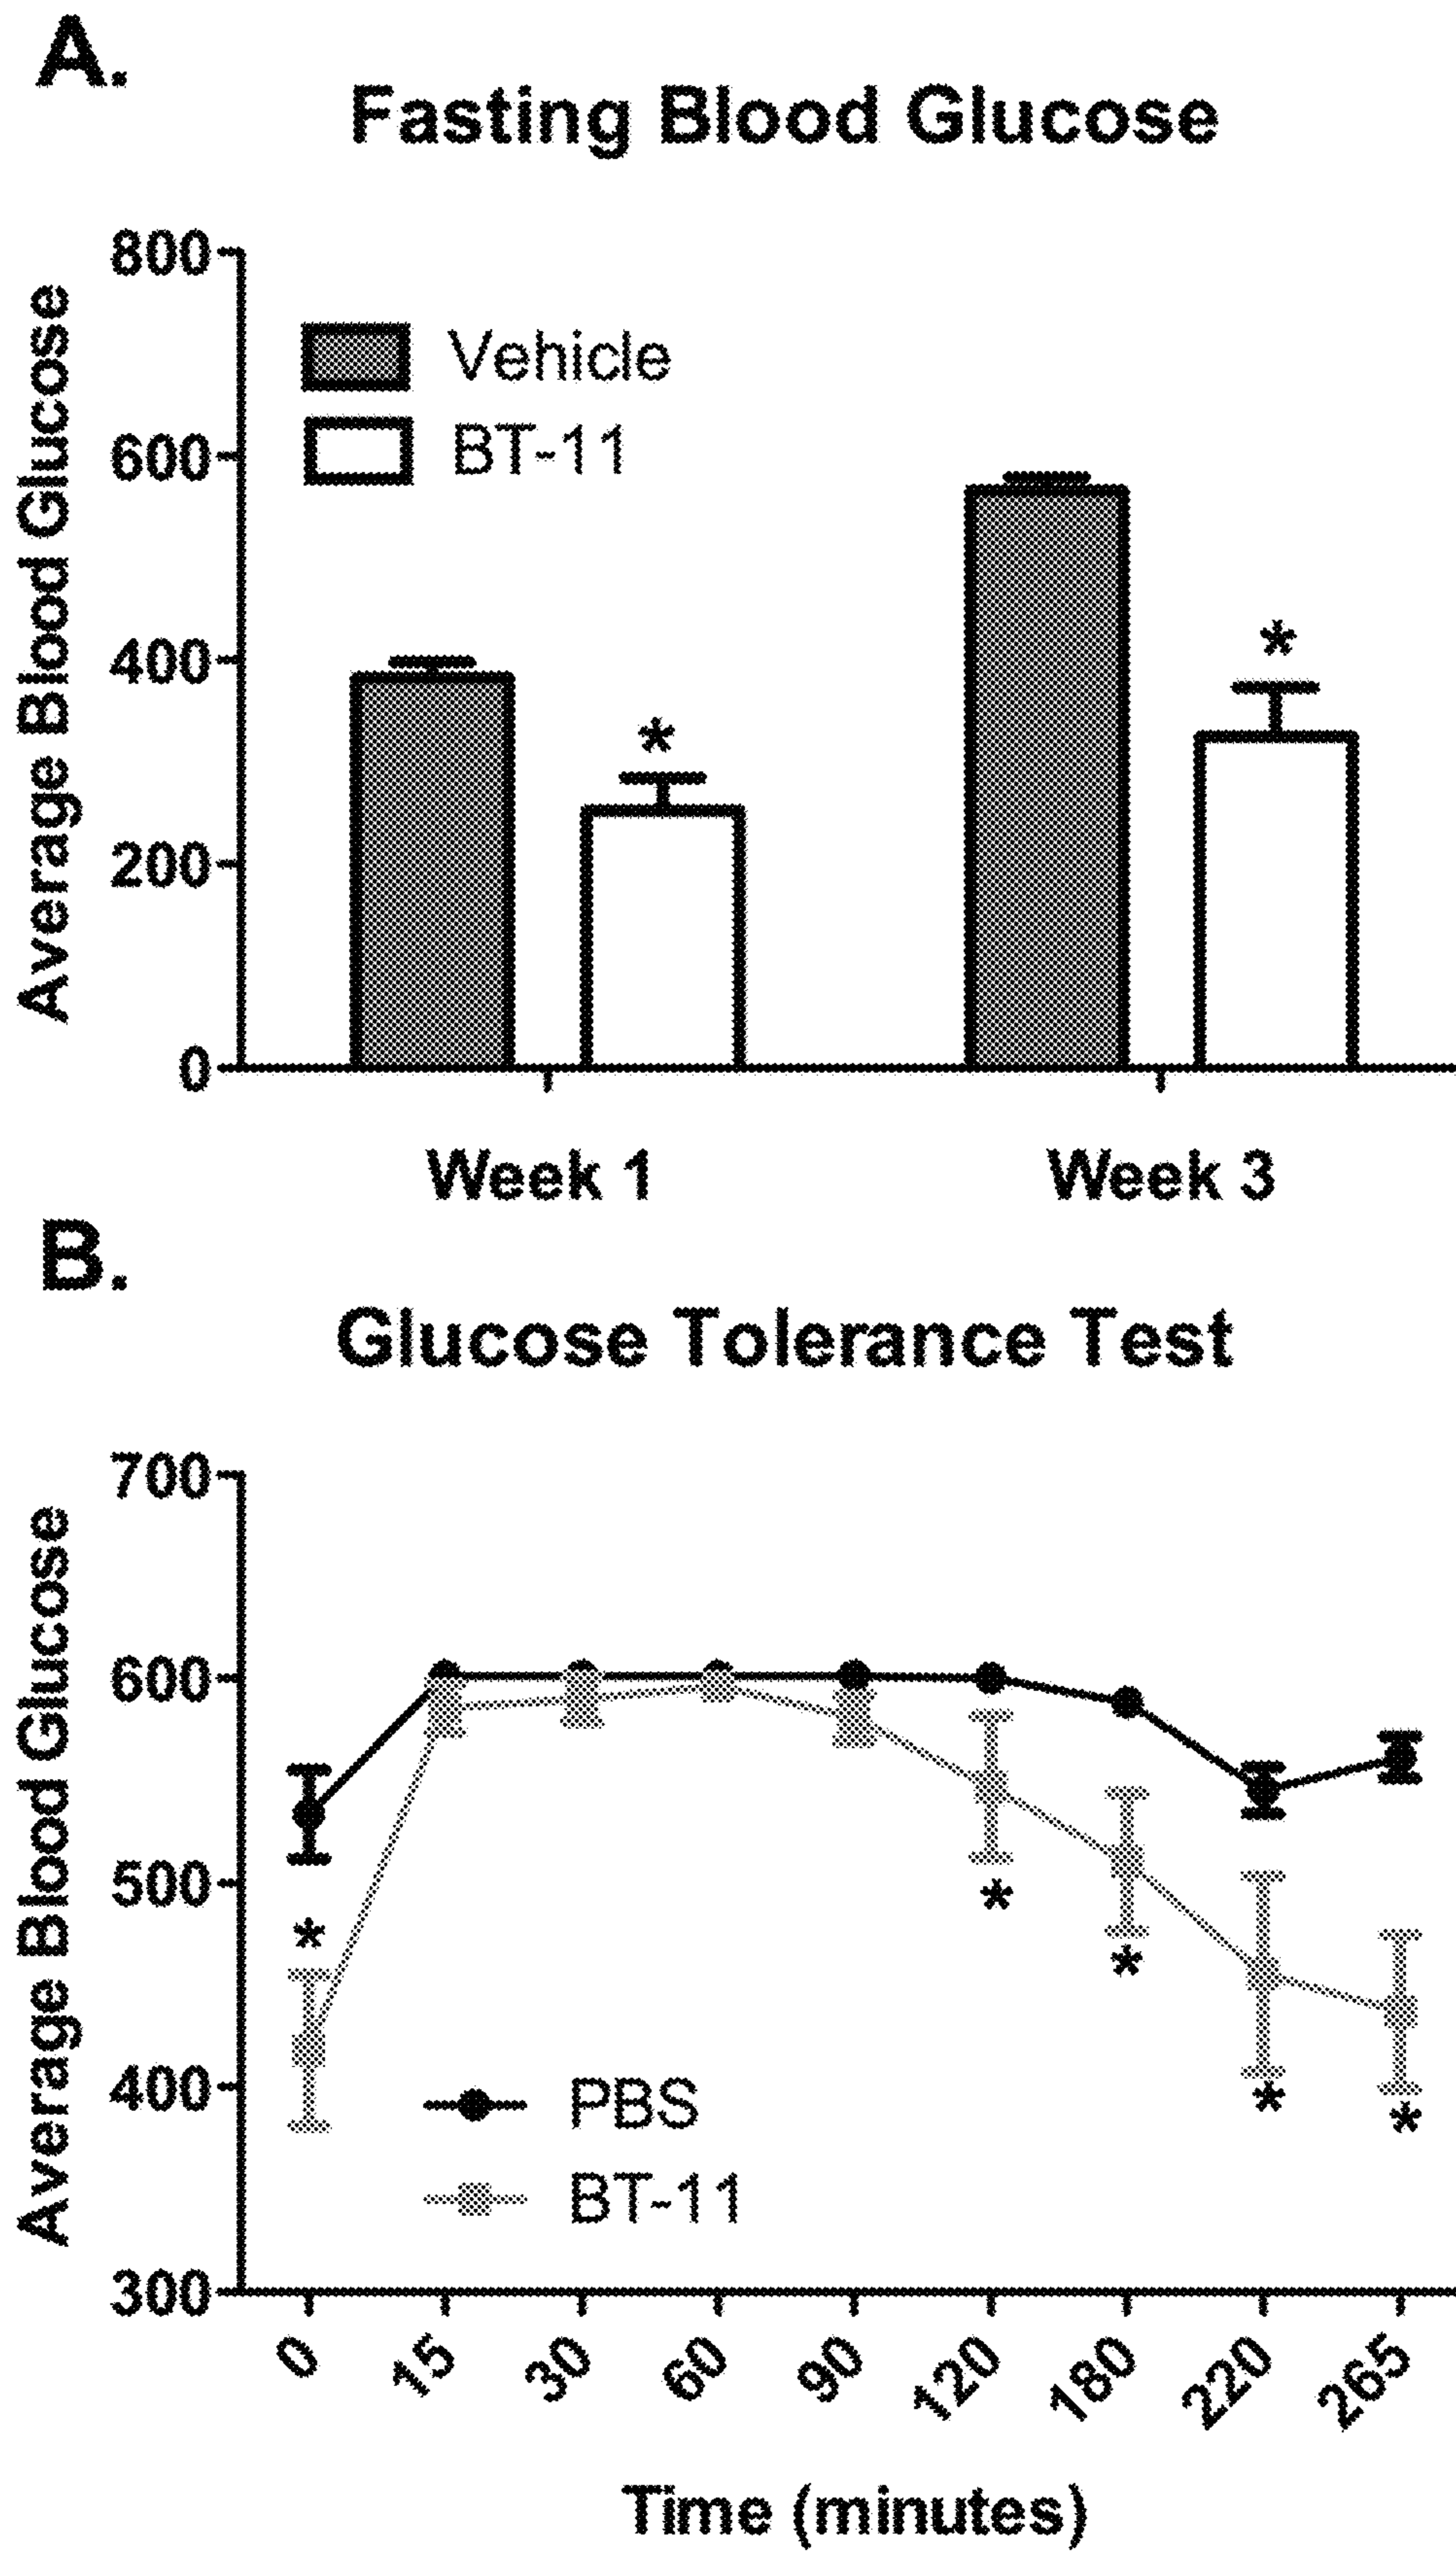 A.
Fasting Blood Glucose
Average Blood Glucose
800
600
400
200
0
Vehicle
BT-11
*
*
Week 1
Week 3
B.
Glucose Tolerance Test
Average Blood Glucose
700
600
500
400
300
*
*
*
*
*
PBS
BT-11
0
15
30
60
90
120
180
220
265
Time (minutes)